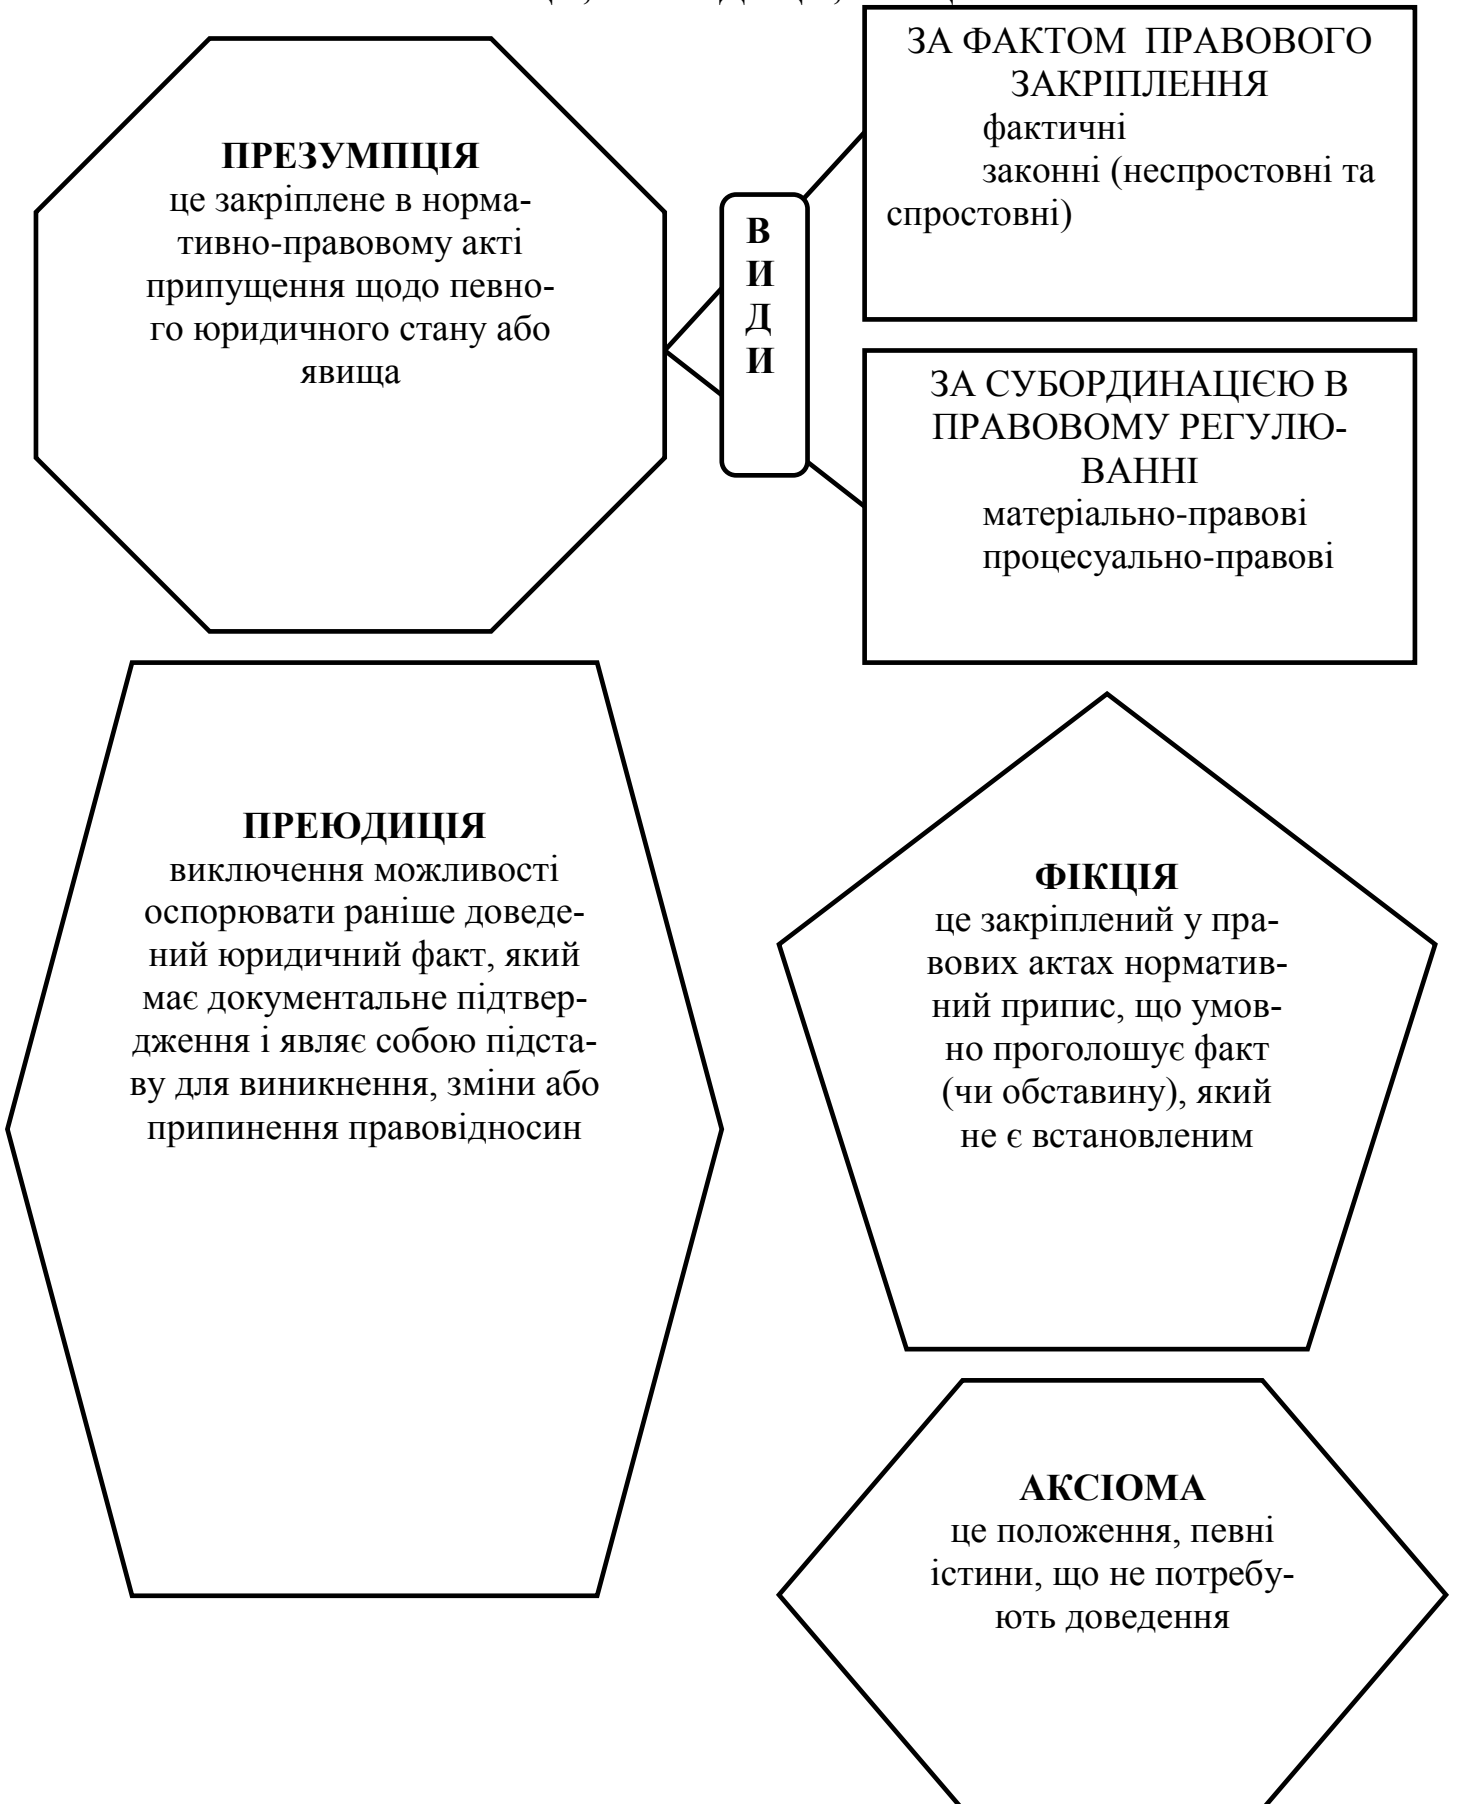 ПРЕЗУМПЦІЯ
це закріплене в норма-
тивно-правовому акті
припущення щодо певно-
го юридичного стану або
явища
В
И
Д
И
ЗА ФАКТОМ ПРАВОВОГО
ЗАКРІПЛЕННЯ
фактичні
законні (неспростовні та
спростовні)
ЗА СУБОРДИНАЦІЄЮ В
ПРАВОВОМУ РЕГУЛЮ-
ВАННІ
матеріально-правові
процесуально-правові
ПРЕЮДИЦІЯ
виключення можливості
оспорювати раніше доведе-
ний юридичний факт, який
має документальне підтвер-
дження і являє собою підста-
ву для виникнення, зміни або
припинення правовідносин
ФІКЦІЯ
це закріплений у пра-
вових актах норматив-
ний припис, що умов-
но проголошує факт
(чи обставину), який
не є встановленим
АКСІОМА
це положення, певні
істини, що не потребу-
ють доведення